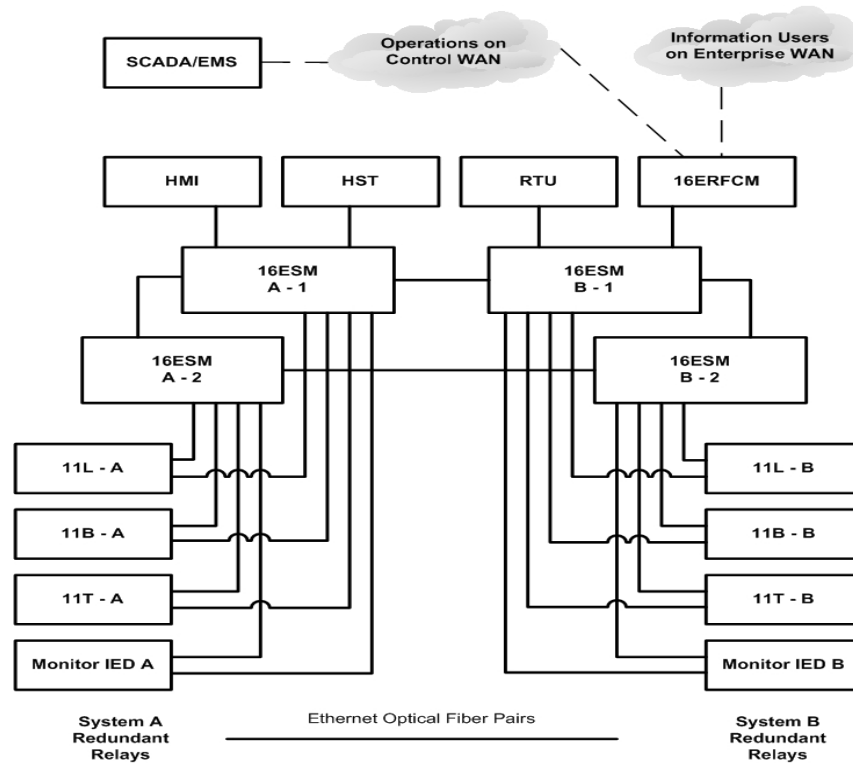 SCADA/EMS
Operations on
Control WAN
Information Users
on Enterprise WAN
HMI
HST
RTU
16ERFCM
16ESM
A - 1
16ESM
B - 1
16ESM
A - 2
16ESM
B - 2
11L - A
11L - B
11B - A
11B - B
11T - A
11T - B
Monitor IED A
Monitor IED B
System A
Redundant
Relays
Ethernet Optical Fiber Pairs
System B
Redundant
Relays